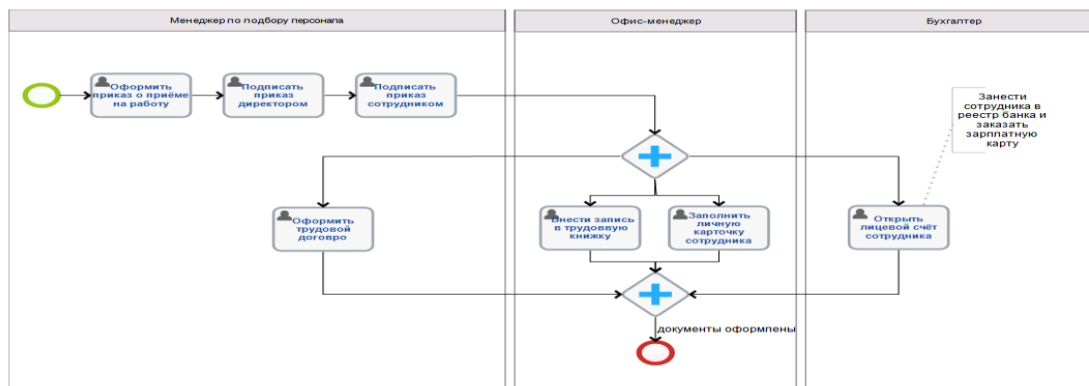 Менеджер по подбору персонала
Офис-менеджер
Бухгалтер
Оформить
приказ о приёме
на работу
Подписать
приказ
директором
Подписать
приказ
сотрудником
Занести
сотрудника в
реестр банка и
заказать
зарплатную
карту
Оформить
трудовой
договро
Внести запись
в трудоввую
книжку
Заполнить
личную
карточку
сотрудника
Открыть
лицевой счёт
сотрудника
документы оформлены